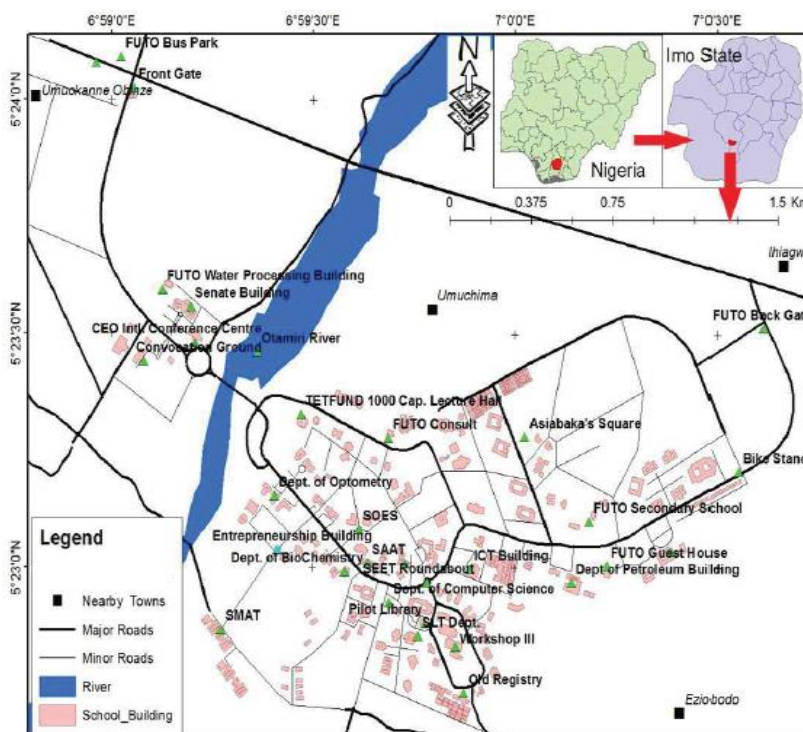 6°59'0"E
6°59'30"E
7°0'0"E
7°0'30"E
5°24'0"N
5°23'30"N
5°23'0"N
FUTO Bus Park
Front Gate
Umuokanne Obinze
N
Nigeria
Imo State
0 0.375 0.75 1.5 K
Ihiagw
FUTO Water Processing Building
Senate Building
Umuchima
FUTO Back Gat
CEO Intl. Conference Centre
Convocation Ground
Otamiri River
TETFUND 1000 Cap. Lecture Hall
FUTO Consult
Asiabaka's Square
Bike Stand
Dept. of Optometry
FUTO Secondary School
SOES
Entrepreneurship Building
Dept. of BioChemistry
SAAT
ICT Building
FUTO Guest House
SEET Roundabout
Dept. of Computer Science
Dept of Petroleum Building
Pilot Library
SMAT
SLT Dept.
Workshop III
Old Registry
Ezio-bodo
Legend
Nearby Towns
Major Roads
Minor Roads
River
School_Building